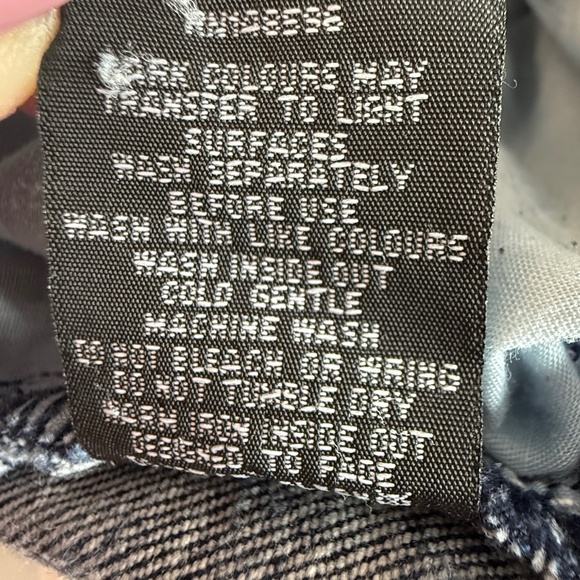 DARK COLOURS MAY
TRANSFER TO LIGHT
SURFACES
WASH SEPARATELY
BEFORE USE
WASH WITH LIKE COLOURS
WASH INSIDE OUT
COLD GENTLE
MACHINE WASH
DO NOT BLEACH OR WRING
DO NOT TUMBLE DRY
WARM IRON INSIDE OUT
DESIGNED TO FADE